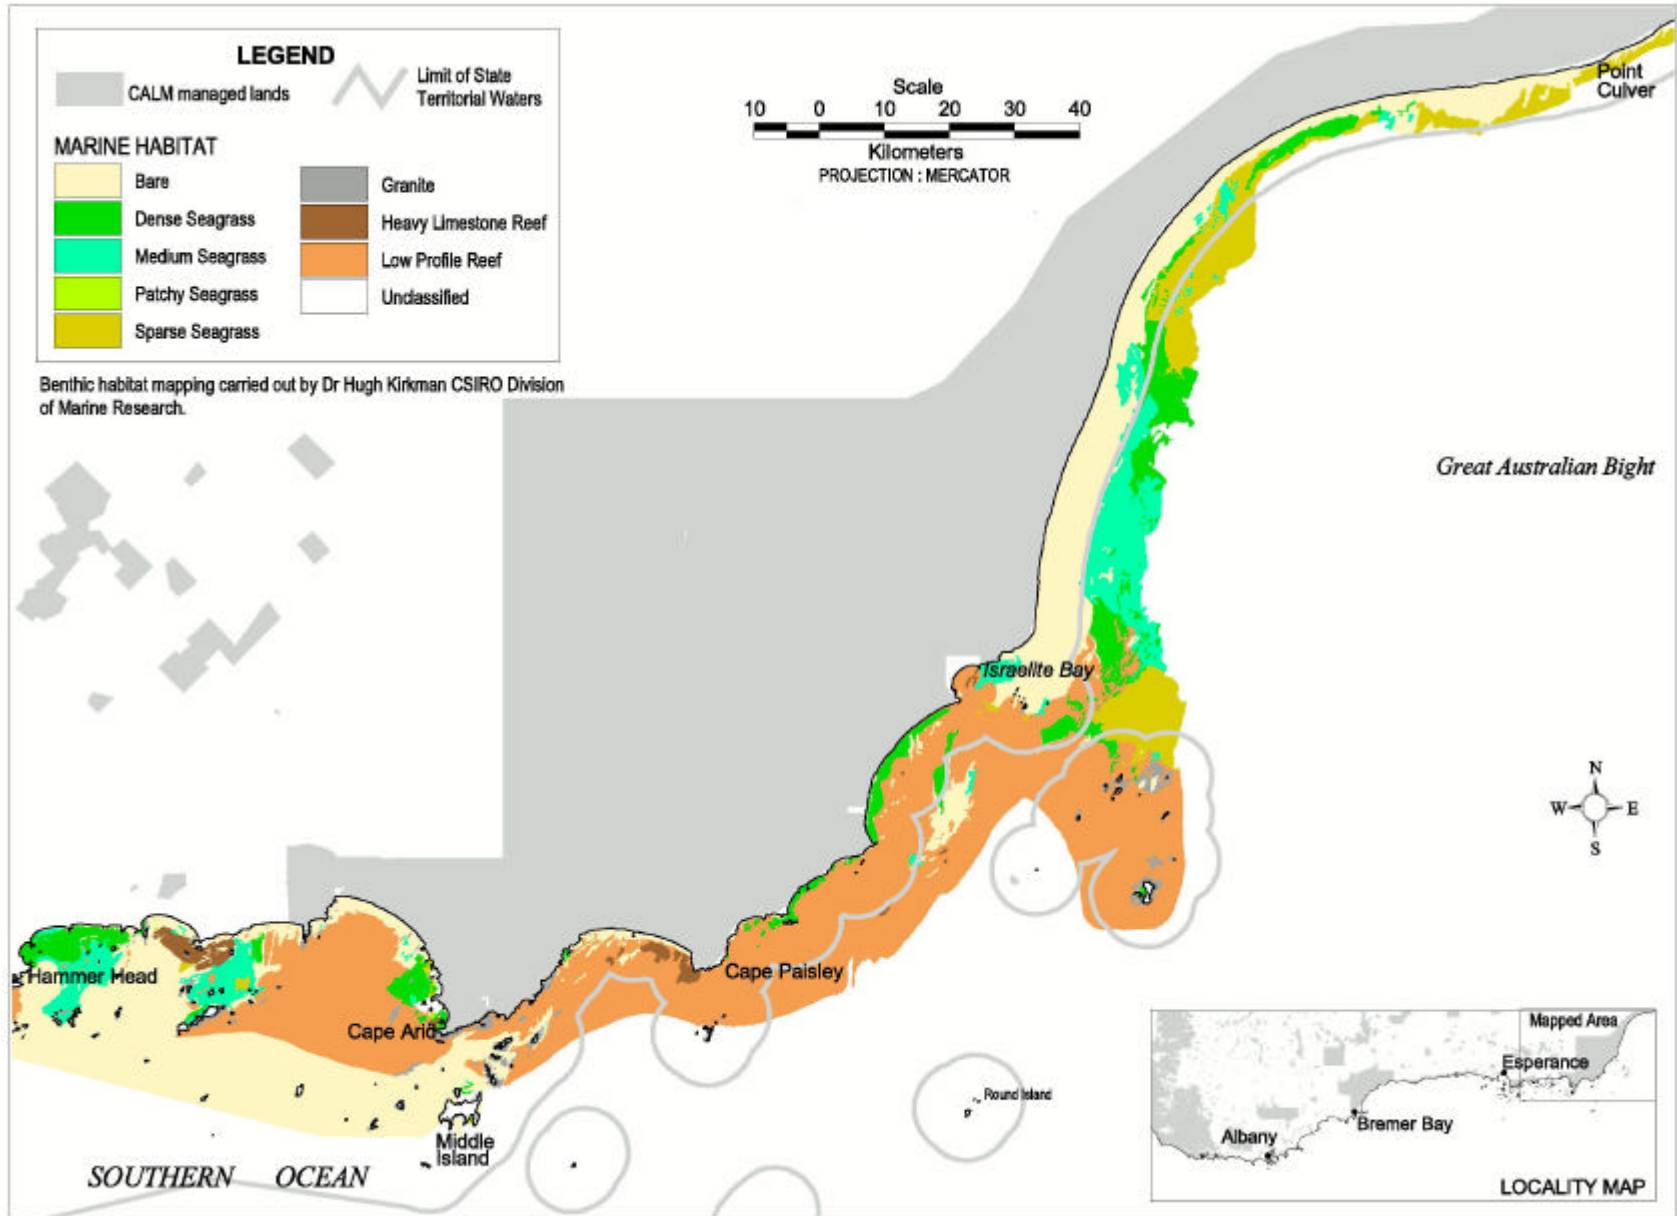 LEGEND
CALM managed lands
Limit of State
Territorial Waters
MARINE HABITAT
Bare
Dense Seagrass
Medium Seagrass
Patchy Seagrass
Sparse Seagrass
Granite
Heavy Limestone Reef
Low Profile Reef
Unclassified
Benthic habitat mapping carried out by Dr Hugh Kirkman CSIRO Division
of Marine Research.
Scale
10 0 10 20 30 40
Kilometers
PROJECTION : MERCATOR
Point
Culver
Great Australian Bight
Israelite Bay
N
W E
S
Hammer Head
Cape Paisley
Cape Arid
Round Island
Middle
Island
SOUTHERN OCEAN
Mapped Area
Esperance
Bremer Bay
Albany
LOCALITY MAP